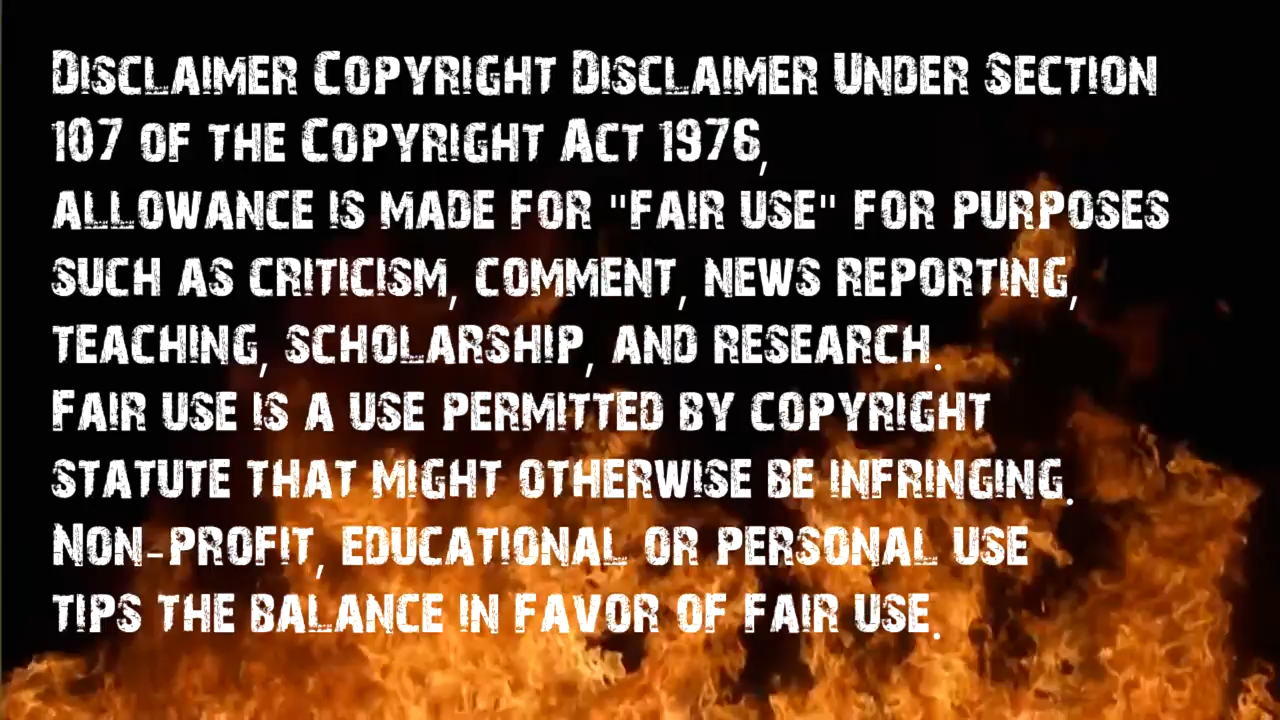 Disclaimer Copyright Disclaimer Under Section
107 of the Copyright Act 1976,
allowance is made for "fair use" for purposes
such as criticism, comment, news reporting,
teaching, scholarship, and research.
Fair use is a use permitted by copyright
statute that might otherwise be infringing.
Non-profit, educational or personal use
tips the balance in favor of fair use.